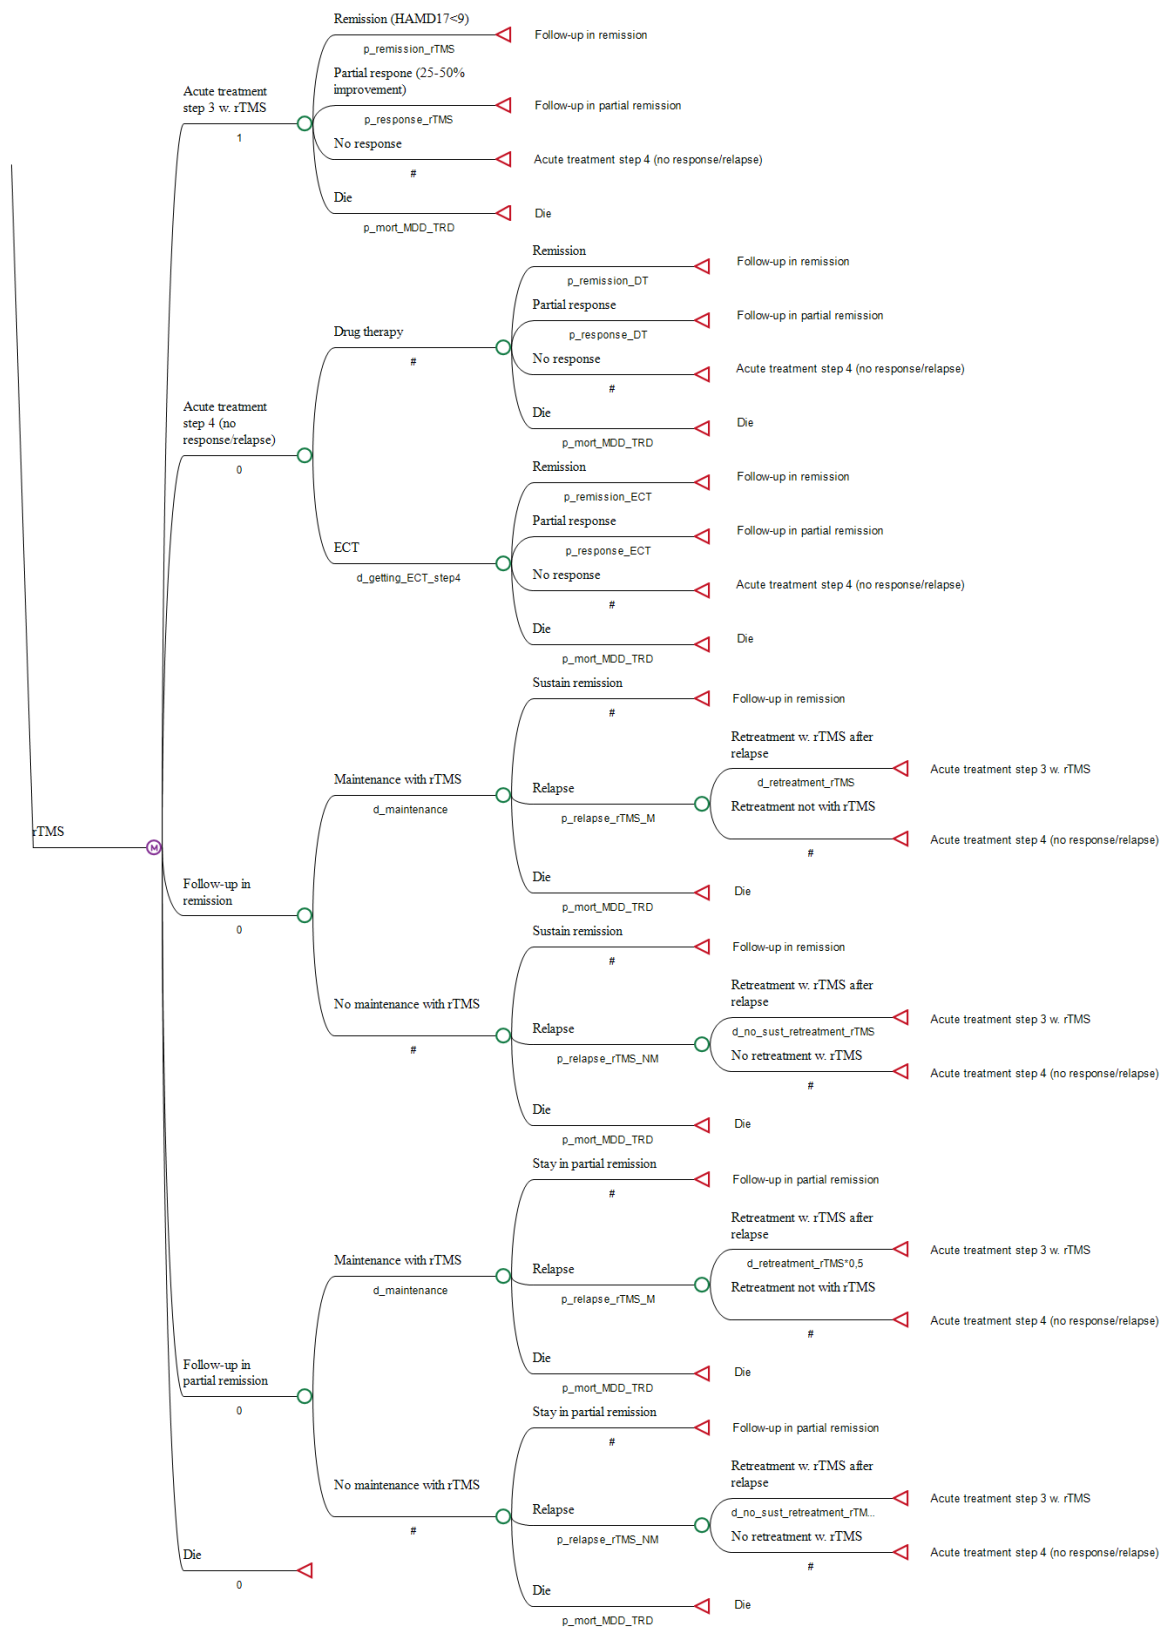 Remission (HAMD17<9)
p_remission_rTMS
Follow-up in remission
Partial respone (25-50%
improvement)
p_response_rTMS
Follow-up in partial remission
Acute treatment
step 3 w. rTMS
1
No response
#
Acute treatment step 4 (no response/relapse)
Die
p_mort_MDD_TRD
Die
Remission
p_remission_DT
Follow-up in remission
Partial response
p_response_DT
Follow-up in partial remission
Drug therapy
#
No response
#
Acute treatment step 4 (no response/relapse)
Die
p_mort_MDD_TRD
Die
Acute treatment
step 4 (no
response/relapse)
0
Remission
p_remission_ECT
Follow-up in remission
Partial response
p_response_ECT
Follow-up in partial remission
ECT
d_getting_ECT_step4
No response
#
Acute treatment step 4 (no response/relapse)
Die
p_mort_MDD_TRD
Die
Sustain remission
#
Follow-up in remission
Maintenance with rTMS
d_maintenance
Relapse
p_relapse_rTMS_M
Retreatment w. rTMS after
relapse
d_retreatment_rTMS
Acute treatment step 3 w. rTMS
Retreatment not with rTMS
#
Acute treatment step 4 (no response/relapse)
Die
p_mort_MDD_TRD
Die
rTMS
M
Follow-up in
remission
0
Sustain remission
#
Follow-up in remission
No maintenance with rTMS
#
Relapse
p_relapse_rTMS_NM
Retreatment w. rTMS after
relapse
d_no_sust_retreatment_rTMS
Acute treatment step 3 w. rTMS
No retreatment w. rTMS
#
Acute treatment step 4 (no response/relapse)
Die
p_mort_MDD_TRD
Die
Stay in partial remission
#
Follow-up in partial remission
Maintenance with rTMS
d_maintenance
Relapse
p_relapse_rTMS_M
Retreatment w. rTMS after
relapse
d_retreatment_rTMS*0,5
Acute treatment step 3 w. rTMS
Retreatment not with rTMS
#
Acute treatment step 4 (no response/relapse)
Die
p_mort_MDD_TRD
Die
Follow-up in
partial remission
0
Stay in partial remission
#
Follow-up in partial remission
No maintenance with rTMS
#
Relapse
p_relapse_rTMS_NM
Retreatment w. rTMS after
relapse
d_no_sust_retreatment_rTM...
Acute treatment step 3 w. rTMS
No retreatment w. rTMS
#
Acute treatment step 4 (no response/relapse)
Die
p_mort_MDD_TRD
Die
Die
0